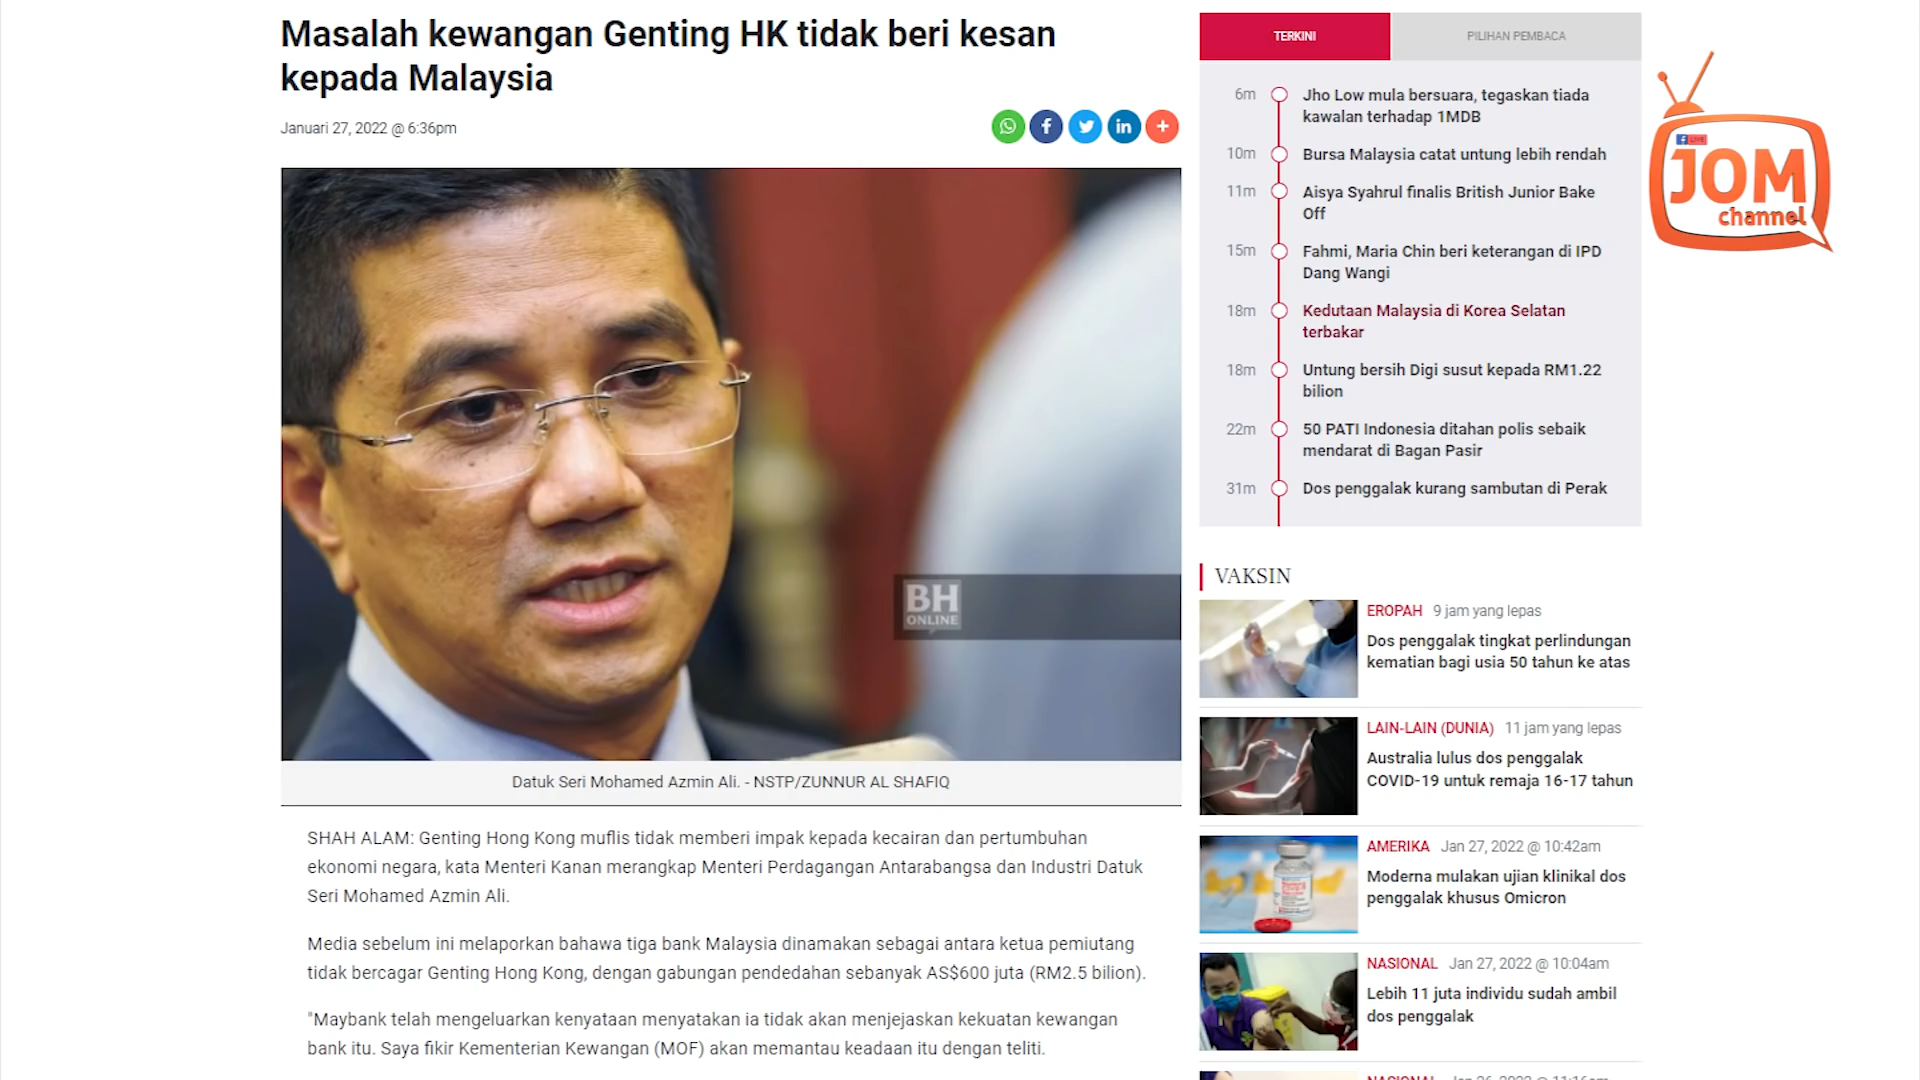 Masalah kewangan Genting HK tidak beri kesan
kepada Malaysia
Januari 27, 2022 @ 6:36pm
BH
ONLINE
Datuk Seri Mohamed Azmin Ali. - NSTP/ZUNNUR AL SHAFIQ
SHAH ALAM: Genting Hong Kong muflis tidak memberi impak kepada kecairan dan pertumbuhan
ekonomi negara, kata Menteri Kanan merangkap Menteri Perdagangan Antarabangsa dan Industri Datuk
Seri Mohamed Azmin Ali.
Media sebelum ini melaporkan bahawa tiga bank Malaysia dinamakan sebagai antara ketua pemiutang
tidak bercagar Genting Hong Kong, dengan gabungan pendedahan sebanyak AS$600 juta (RM2.5 bilion).
"Maybank telah mengeluarkan kenyataan menyatakan ia tidak akan menjejaskan kekuatan kewangan
bank itu. Saya fikir Kementerian Kewangan (MOF) akan memantau keadaan itu dengan teliti.
TERKINI
PILIHAN PEMBACA
6m
Jho Low mula bersuara, tegaskan tiada
kawalan terhadap 1MDB
10m
Bursa Malaysia catat untung lebih rendah
11m
Aisya Syahrul finalis British Junior Bake
Off
15m
Fahmi, Maria Chin beri keterangan di IPD
Dang Wangi
18m
Kedutaan Malaysia di Korea Selatan
terbakar
18m
Untung bersih Digi susut kepada RM1.22
bilion
22m
50 PATI Indonesia ditahan polis sebaik
mendarat di Bagan Pasir
31m
Dos penggalak kurang sambutan di Perak
VAKSIN
EROPAH 9 jam yang lepas
Dos penggalak tingkat perlindungan
kematian bagi usia 50 tahun ke atas
LAIN-LAIN (DUNIA) 11 jam yang lepas
Australia lulus dos penggalak
COVID-19 untuk remaja 16-17 tahun
AMERIKA Jan 27, 2022 @ 10:42am
Moderna mulakan ujian klinikal dos
penggalak khusus Omicron
NASIONAL Jan 27, 2022 @ 10:04am
Lebih 11 juta individu sudah ambil
dos penggalak
NASIONAL Jan 26, 2022 @ 11:16am
LIVE
JOM
channel